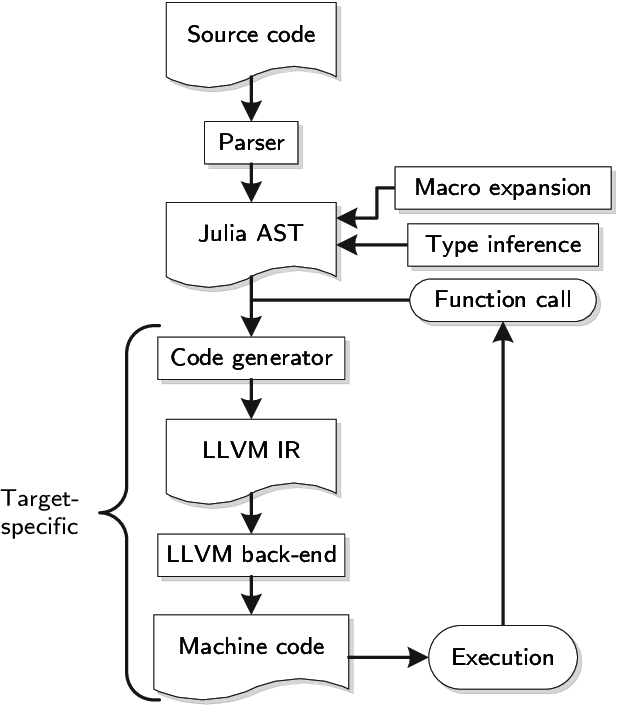 Source code
Parser
Macro expansion
Julia AST
Type inference
Function call
Code generator
LLVM IR
Target-
specific
LLVM back-end
Machine code
Execution